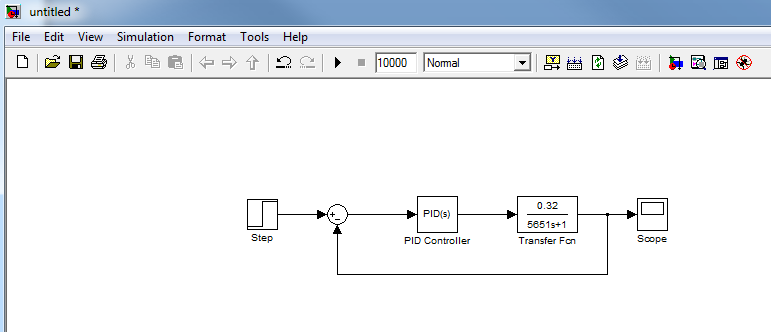 untitled *
File Edit View Simulation Format Tools Help
10000 Normal
+
-
PID(s)
0.32
5651s+1
Step
PID Controller
Transfer Fcn
Scope